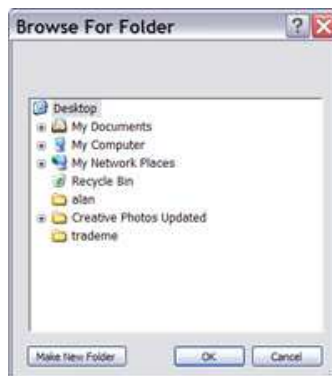 Browse For Folder
Desktop
My Documents
My Computer
My Network Places
Recycle Bin
alan
Creative Photos Updated
trademe
Make New Folder
OK
Cancel